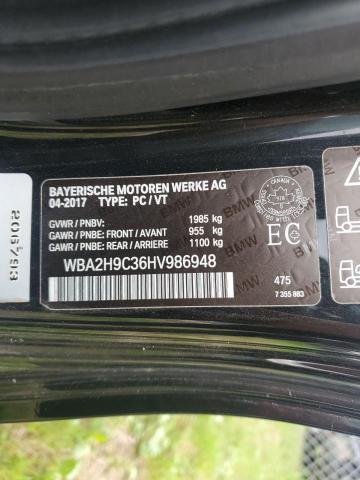 BAYERISCHE MOTOREN WERKE AG
04-2017 TYPE: PC / VT
GVWR / PNBV: 1985 kg
GAWR / PNBE: FRONT / AVANT 955 kg
GAWR / PNBE: REAR / ARRIERE 1100 kg
WBA2H9C36HV986948
CANADA
EC
475
7 355 883
BMW